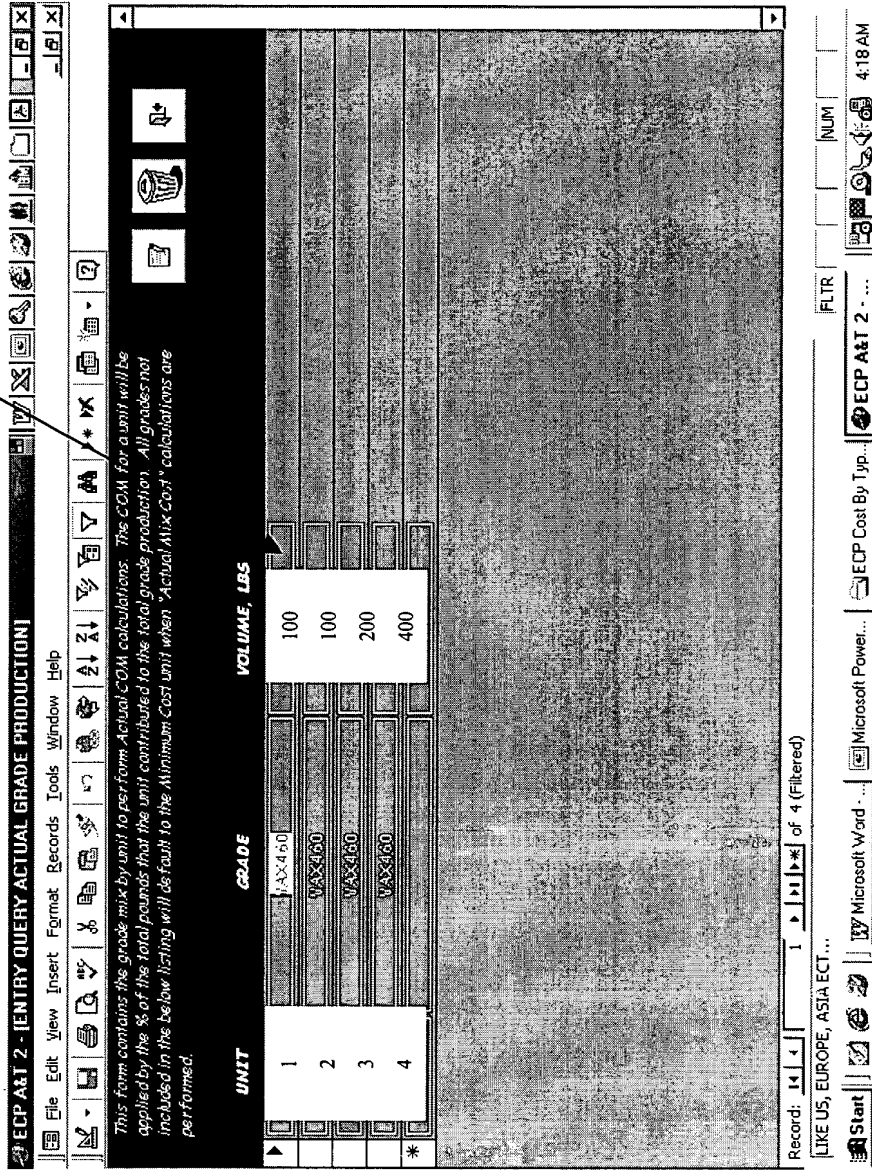 ECP A&T 2 - [ENTRY QUERY ACTUAL GRADE PRODUCTION]
File Edit View Insert Format Records Tools Window Help
This form contains the grade mix by unit to perform Actual COM calculations. The COM for a unit will be
applied by the % of the total pounds that the unit contributed to the total grade production. All grades not
included in the below listing will default to the Minimum Cost unit when "Actual Mix Cost" calculations are
performed.
UNIT GRADE VOLUME, LBS
1 VAX460 100
2 VAX460 100
3 VAX460 200
4 VAX460 400
Record: 1 of 4 (Filtered)
LIKE US, EUROPE, ASIA ECT... FLTR NUM
Start Microsoft Word - ... Microsoft Power... ECP Cost By Typ... ECP A&T 2 - ... 4:18 AM